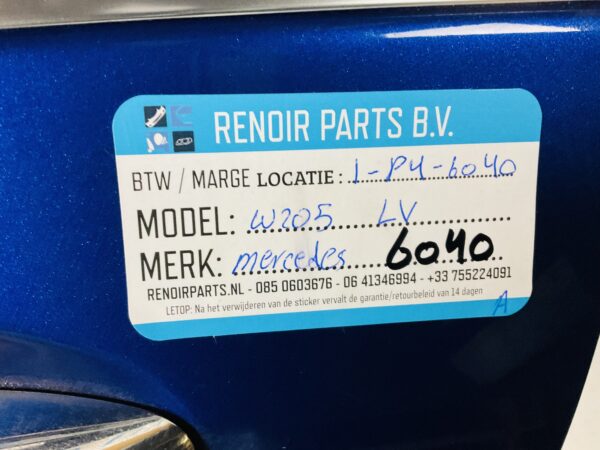 RENOIR PARTS B.V.
BTW / MARGE LOCATIE : 1-P4-6040
MODEL: W205 LV
MERK: mercedes 6040
RENOIRPARTS.NL - 085 0603676 - 06 41346994 - +33 755224091
LETOP: Na het verwijderen van de sticker vervalt de garantie/retourbeleid van 14 dagen
A